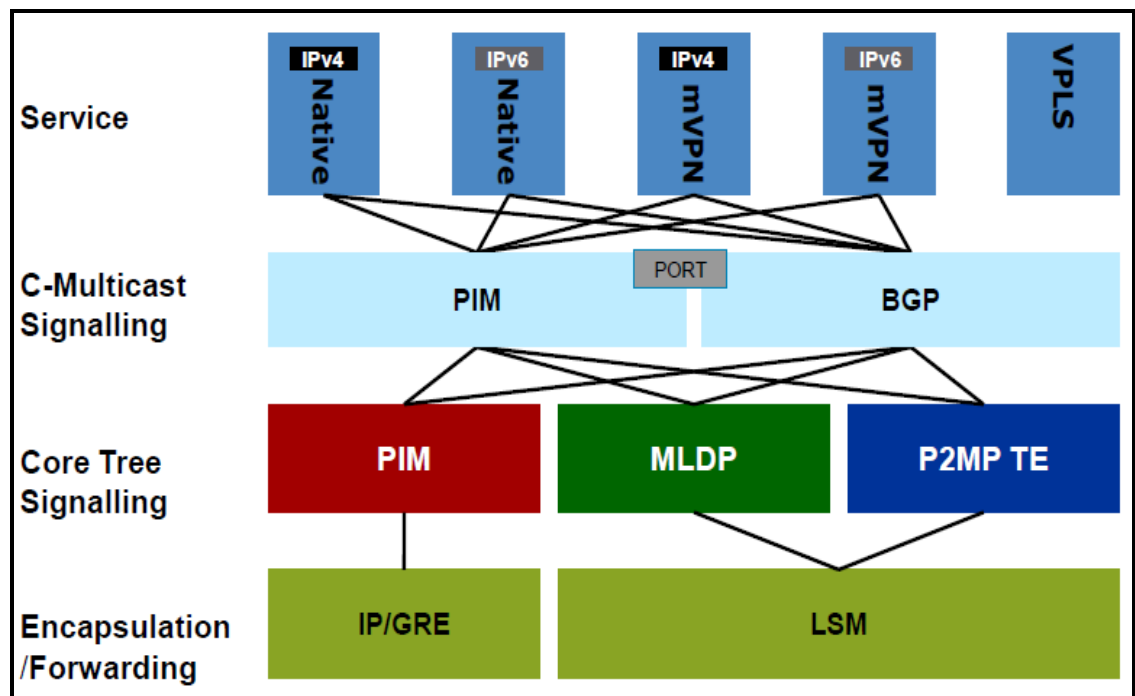 Service
IPv4
Native
IPv6
Native
IPv4
mVPN
IPv6
mVPN
VPLS
C-Multicast
Signalling
PIM
PORT
BGP
Core Tree
Signalling
PIM
MLDP
P2MP TE
Encapsulation
/Forwarding
IP/GRE
LSM